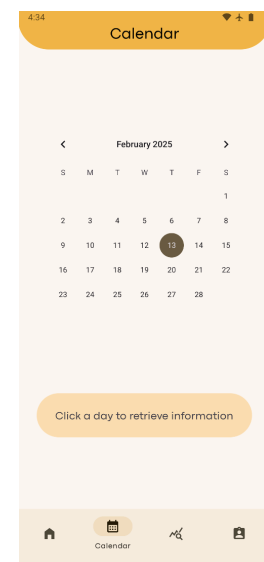 4:34
Calendar
February 2025
S M T W T F S
1
2 3 4 5 6 7 8
9 10 11 12 13 14 15
16 17 18 19 20 21 22
23 24 25 26 27 28
Click a day to retrieve information
Calendar